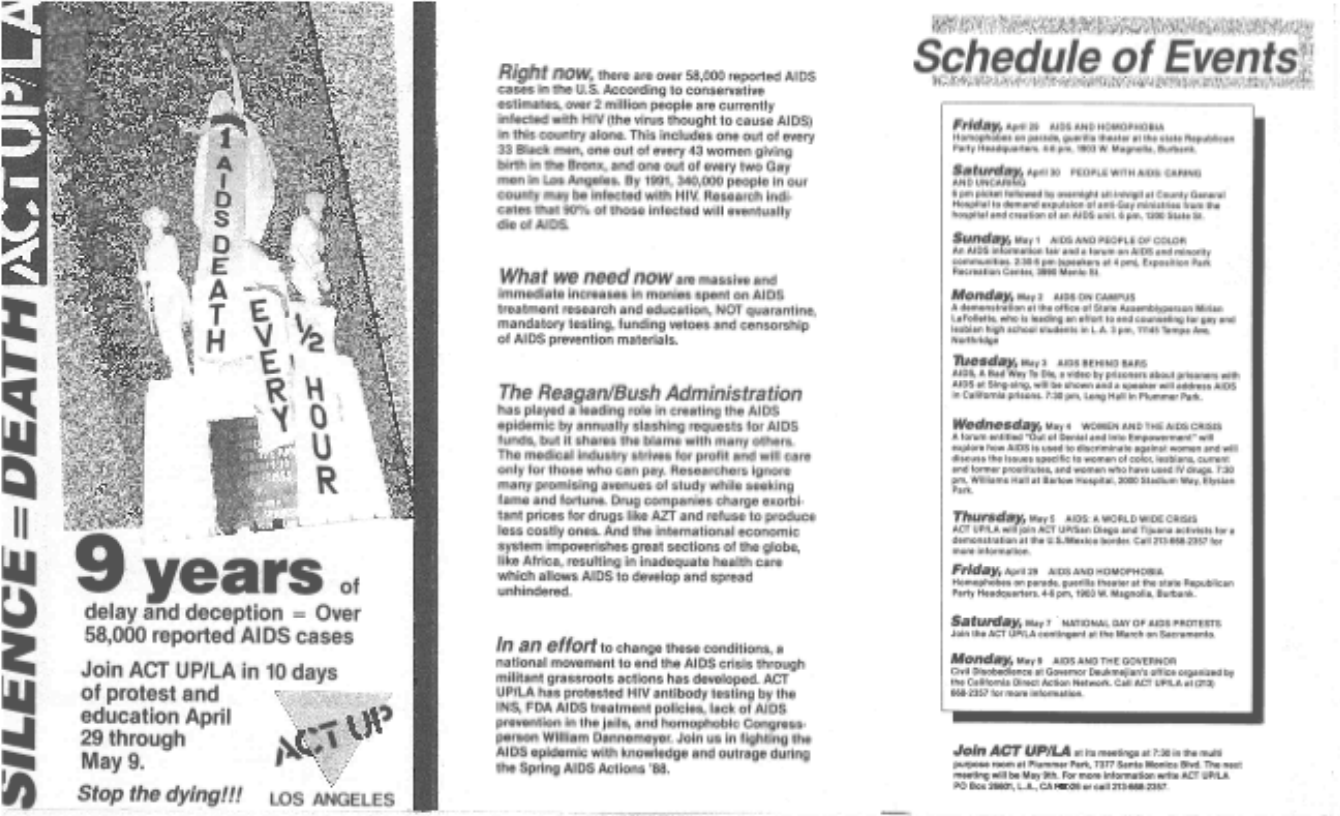 SILENCE = DEATH ACT UP/LA
1 AIDS DEATH
EVERY
1/2 HOUR
9 years of
delay and deception = Over
58,000 reported AIDS cases
Join ACT UP/LA in 10 days
of protest and
education April
29 through
May 9.
Stop the dying!!!
ACT UP
LOS ANGELES
Right now, there are over 58,000 reported AIDS
cases in the U.S. According to conservative
estimates, over 2 million people are currently
infected with HIV (the virus thought to cause AIDS)
in this country alone. This includes one out of every
33 Black men, one out of every 43 women giving
birth in the Bronx, and one out of every two Gay
men in Los Angeles. By 1991, 340,000 people in our
county may be infected with HIV. Research indi-
cates that 90% of those infected will eventually
die of AIDS.
What we need now are massive and
immediate increases in monies spent on AIDS
treatment research and education, NOT quarantine,
mandatory testing, funding vetoes and censorship
of AIDS prevention materials.
The Reagan/Bush Administration
has played a leading role in creating the AIDS
epidemic by annually slashing requests for AIDS
funds, but it shares the blame with many others.
The medical industry strives for profit and will care
only for those who can pay. Researchers ignore
many promising avenues of study while seeking
fame and fortune. Drug companies charge exorbi-
tant prices for drugs like AZT and refuse to produce
less costly ones. And the international economic
system impoverishes great sections of the globe,
like Africa, resulting in inadequate health care
which allows AIDS to develop and spread
unhindered.
In an effort to change these conditions, a
national movement to end the AIDS crisis through
militant grassroots actions has developed. ACT
UP/LA has protested HIV antibody testing by the
INS, FDA AIDS treatment policies, lack of AIDS
prevention in the jails, and homophobic Congress-
person William Dannemeyer. Join us in fighting the
AIDS epidemic with knowledge and outrage during
the Spring AIDS Actions '88.
Schedule of Events
Friday, April 29 AIDS AND HOMOPHOBIA
Homophobes on parade, guerilla theater at the state Republican
Party Headquarters. 4-6 pm, 1903 W. Magnolia, Burbank.
Saturday, April 30 PEOPLE WITH AIDS: CARING
AND UNCARING
6 pm picket followed by overnight sit-in/vigil at County General
Hospital to demand expulsion of anti-Gay ministries from the
hospital and creation of an AIDS unit. 6 pm, 1200 State St.
Sunday, May 1 AIDS AND PEOPLE OF COLOR
An AIDS information fair and a forum on AIDS and minority
communities. 2:30-6 pm (speakers at 4 pm), Exposition Park
Recreation Center, Menlo St.
Monday, May 2 AIDS ON CAMPUS
A demonstration at the office of State Assemblyperson Marian
LaFollette, who is leading an effort to end counseling for gay and
lesbian high school students in L.A. 3 pm, 11145 Tampa Ave,
Northridge
Tuesday, May 3 AIDS BEHIND BARS
AIDS, A Bad Way To Die, a video by prisoners about prisoners with
AIDS at Sing-sing, will be shown and a speaker will address AIDS
in California prisons. 7:30 pm, Long Hall in Plummer Park.
Wednesday, May 4 WOMEN AND THE AIDS CRISIS
A forum entitled "Out of Denial and into Empowerment" will
explore how AIDS is used to discriminate against women and will
discuss the issues specific to women of color, lesbians, current
and former prostitutes, and women who have used IV drugs. 7:30
pm, Williams Hall at Barlow Hospital, 2000 Stadium Way, Elysian
Park.
Thursday, May 5 AIDS: A WORLD WIDE CRISIS
ACT UP/LA will join ACT UP/San Diego and Tijuana activists for a
demonstration at the U.S./Mexico border. Call 213-668-2357 for
more information.
Friday, April 29 AIDS AND HOMOPHOBIA
Homophobes on parade, guerilla theater at the state Republican
Party Headquarters. 4-6 pm, 1903 W. Magnolia, Burbank.
Saturday, May 7 NATIONAL DAY OF AIDS PROTESTS
Join the ACT UP/LA contingent at the March on Sacramento.
Monday, May 9 AIDS AND THE GOVERNOR
Civil Disobedience at Governor Deukmejian's office organized by
the California Direct Action Network. Call ACT UP/LA at (213)
668-2357 for more information.
Join ACT UP/LA at its meetings at 7:30 in the multi
purpose room at Plummer Park, 7377 Santa Monica Blvd. The next
meeting will be May 9th. For more information write ACT UP/LA
PO Box L.A., CA or call 213-668-2357.